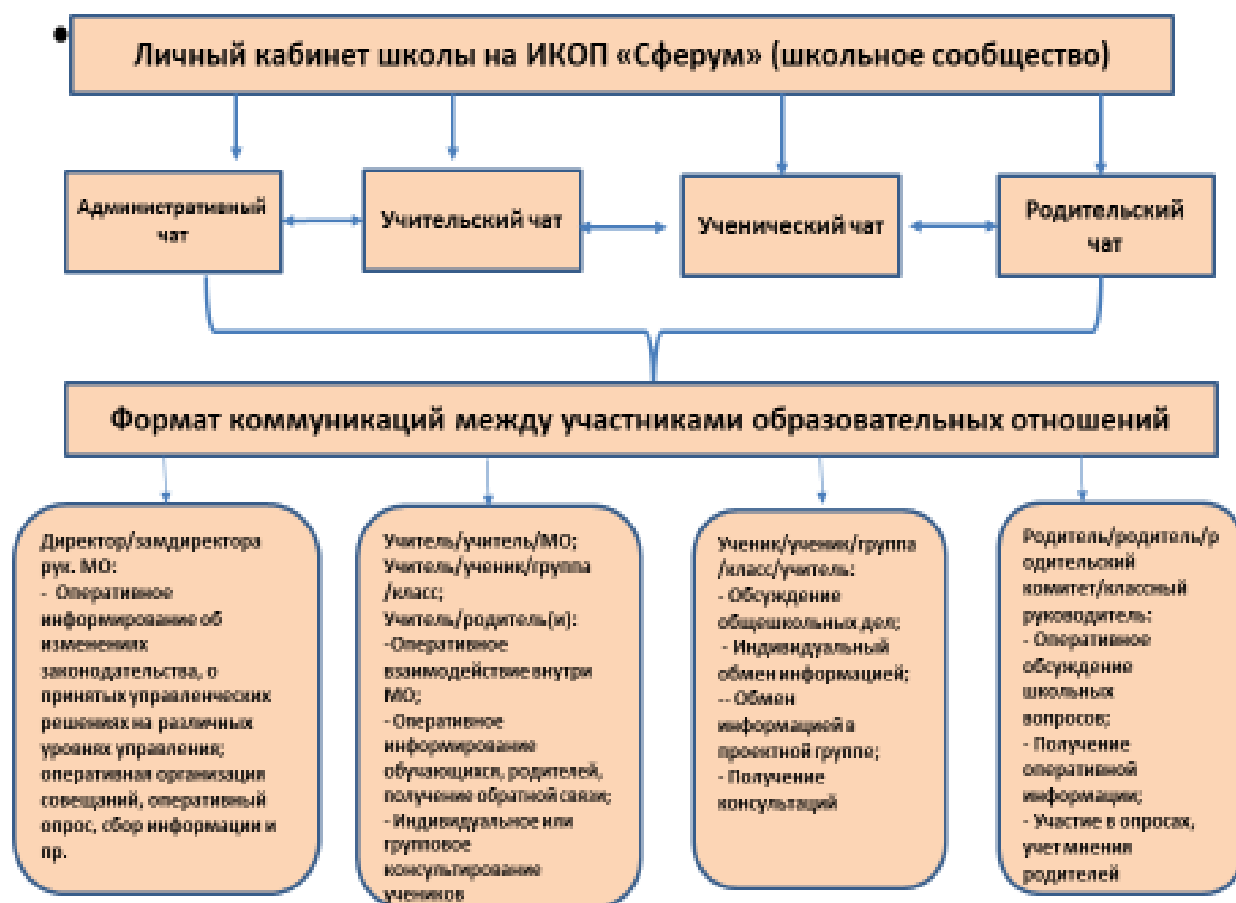 Личный кабинет школы на ИКОП «Сферум» (школьное сообщество)
Административный
чат
Учительский чат
Ученический чат
Родительский
чат
Формат коммуникаций между участниками образовательных отношений
Директор/замдиректора
рук. МО:
- Оперативное
информирование об
изменениях
законодательства, о
принятых управленческих
решениях на различных
уровнях управления;
оперативная организация
совещаний, оперативный
опрос, сбор информации и
пр.
Учитель/учитель/МО;
Учитель/ученик/группа
/класс;
Учитель/родитель(и):
-Оперативное
взаимодействие внутри
МО;
- Оперативное
информирование
обучающихся, родителей,
получение обратной связи;
- Индивидуальное или
групповое
консультирование
учеников
Ученик/ученик/группа
/класс/учитель:
- Обсуждение
общешкольных дел;
- Индивидуальный
обмен информацией;
-- Обмен
информацией в
проектной группе;
- Получение
консультаций
Родитель/родитель/р
одительский
комитет/классный
руководитель:
- Оперативное
обсуждение
школьных
вопросов;
- Получение
оперативной
информации;
- Участие в опросах,
учет мнения
родителей